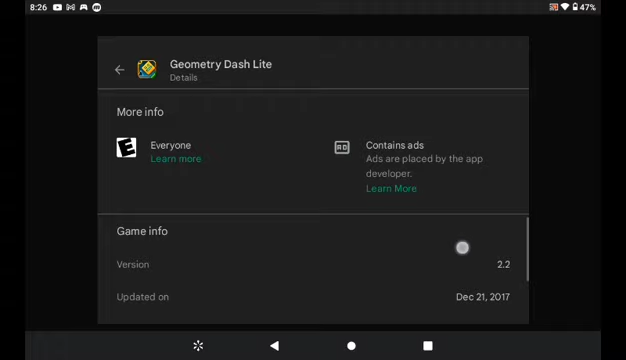 8:26
47%
Geometry Dash Lite
Details
More info
E
Everyone
Learn more
AD
Contains ads
Ads are placed by the app
developer.
Learn More
Game info
Version
2.2
Updated on
Dec 21, 2017